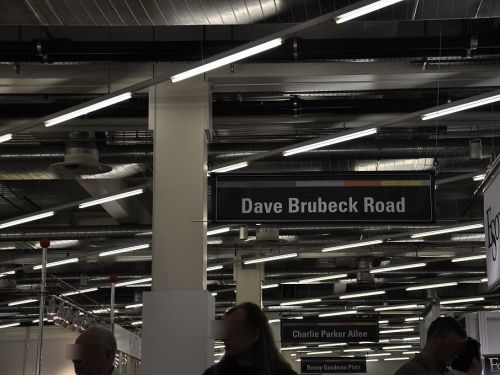 Dave Brubeck Road
Charlie Parker Allee
Benny Goodman Platz